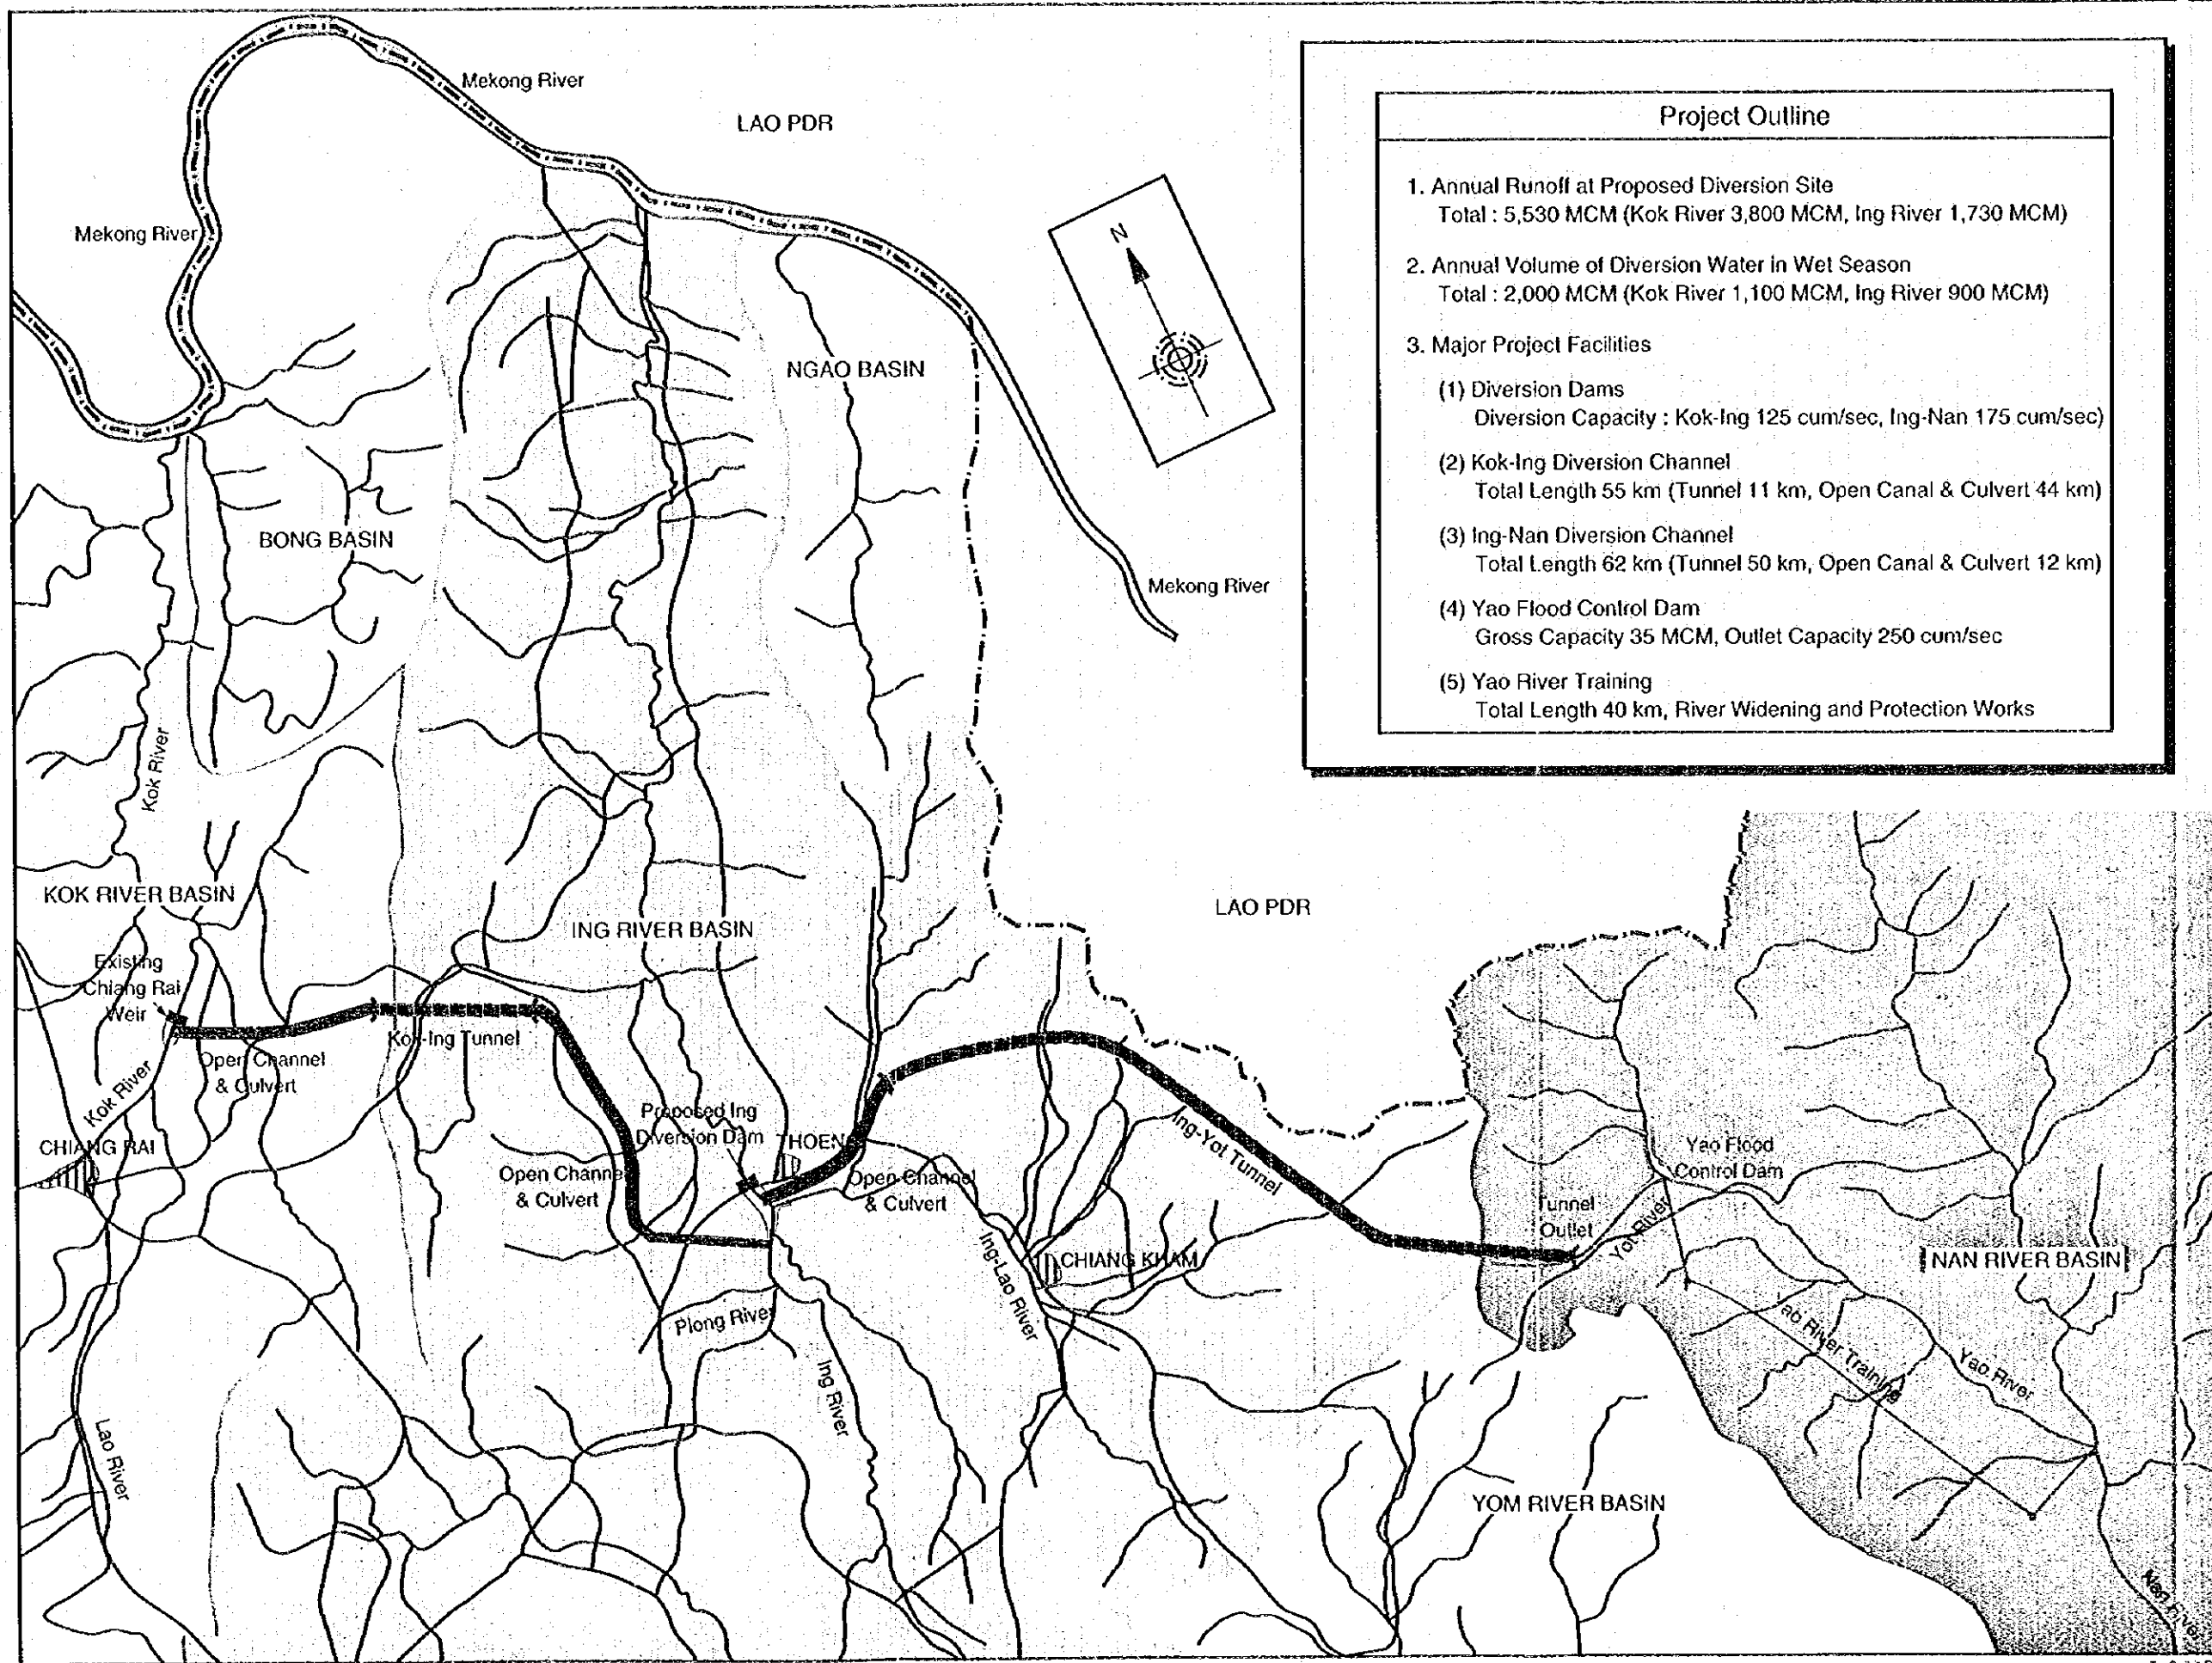 Mekong River
LAO PDR
Mekong River
N
NGAO BASIN
BONG BASIN
Mekong River
Kok River
KOK RIVER BASIN
ING RIVER BASIN
LAO PDR
Existing
Chiang Rai
Weir
Kok-Ing Tunnel
Open Channel
& Culvert
Kok River
CHIANG RAI
Proposed Ing
Diversion Dam
THOENG
Open Channel
& Culvert
Open Channel
& Culvert
Ing-Yot Tunnel
Yao Flood
Control Dam
Tunnel
Outlet
Yot River
NAN RIVER BASIN
Ing-Lao River
CHIANG KHAM
Plong River
Ing River
Yao River Training
Yao River
Lao River
YOM RIVER BASIN
Nan River
Project Outline
1. Annual Runoff at Proposed Diversion Site
Total : 5,530 MCM (Kok River 3,800 MCM, Ing River 1,730 MCM)
2. Annual Volume of Diversion Water in Wet Season
Total : 2,000 MCM (Kok River 1,100 MCM, Ing River 900 MCM)
3. Major Project Facilities
(1) Diversion Dams
Diversion Capacity : Kok-Ing 125 cum/sec, Ing-Nan 175 cum/sec)
(2) Kok-Ing Diversion Channel
Total Length 55 km (Tunnel 11 km, Open Canal & Culvert 44 km)
(3) Ing-Nan Diversion Channel
Total Length 62 km (Tunnel 50 km, Open Canal & Culvert 12 km)
(4) Yao Flood Control Dam
Gross Capacity 35 MCM, Outlet Capacity 250 cum/sec
(5) Yao River Training
Total Length 40 km, River Widening and Protection Works